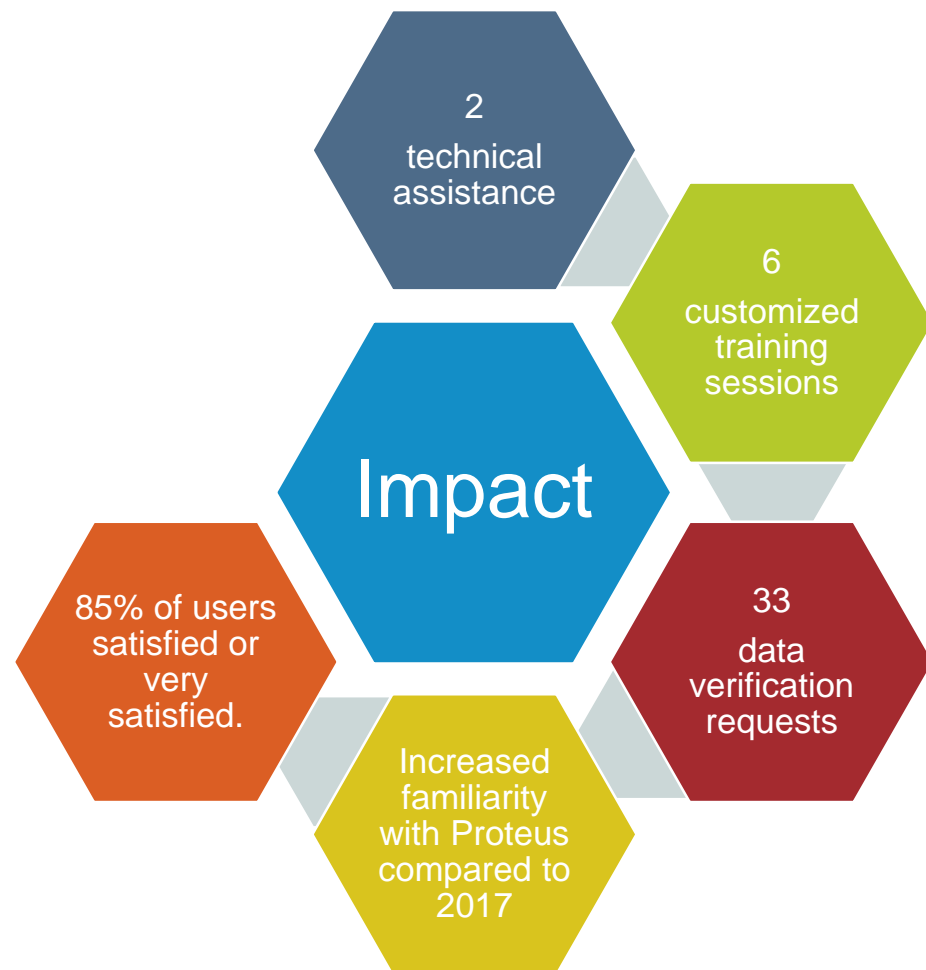 2
technical
assistance
6
customized
training
sessions
Impact
33
data
verification
requests
Increased
familiarity
with Proteus
compared to
2017
85% of users
satisfied or
very
satisfied.